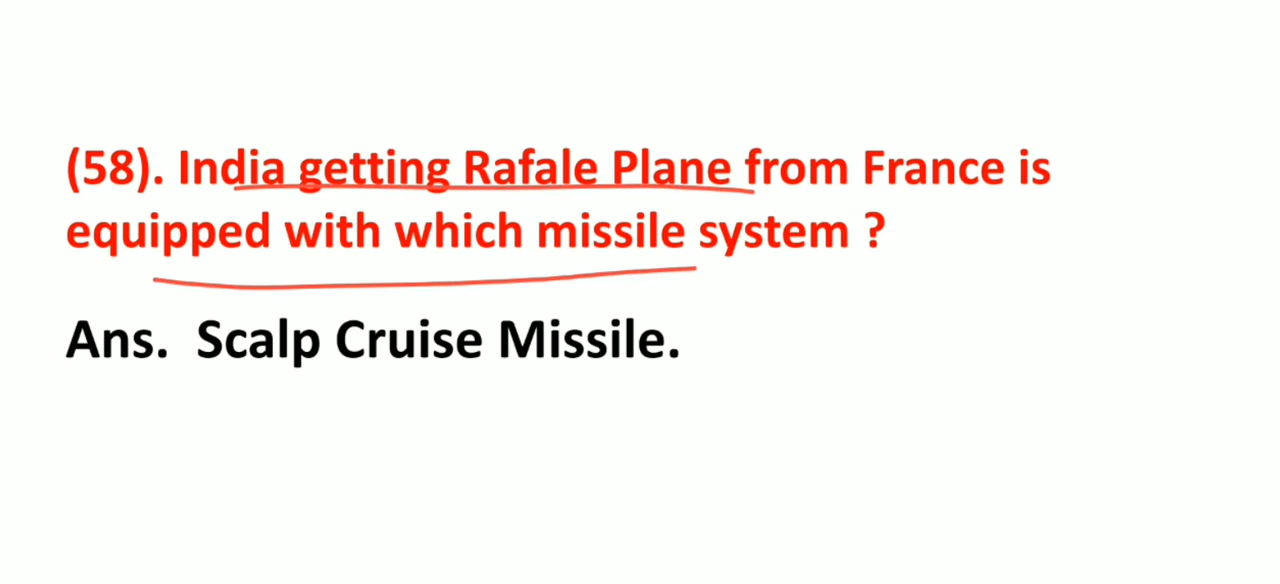 (58). India getting Rafale Plane from France is
equipped with which missile system ?
Ans.  Scalp Cruise Missile.